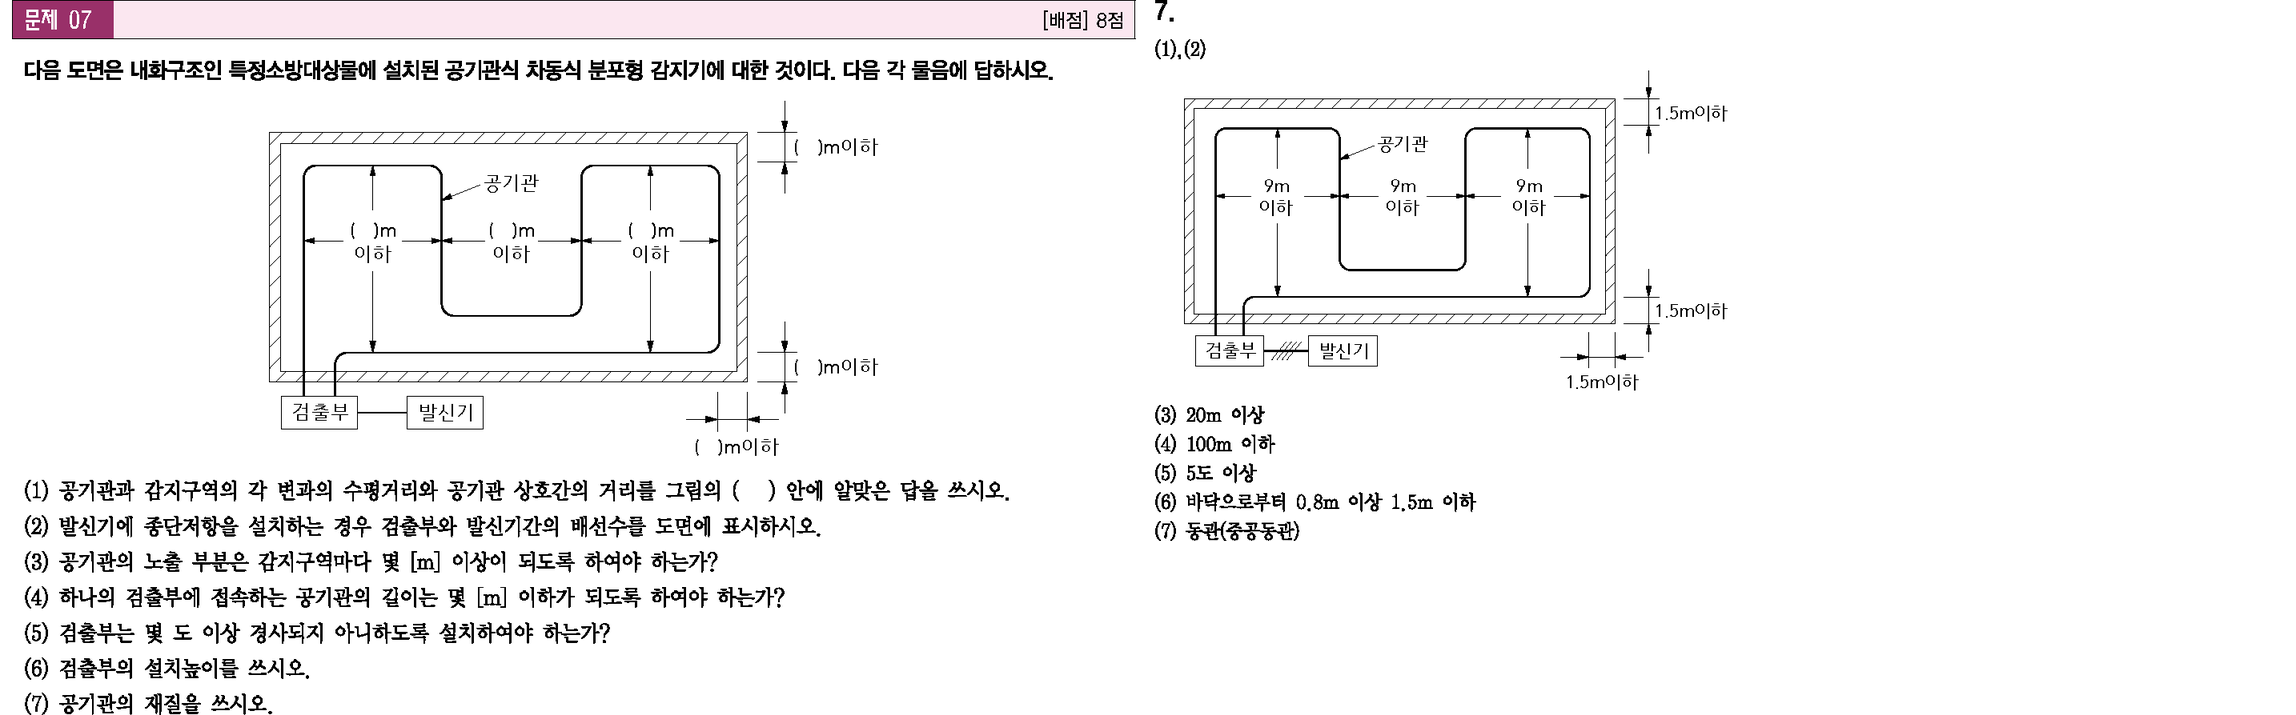 문제 07
[배점] 8점
다음 도면은 내화구조인 특정소방대상물에 설치된 공기관식 차동식 분포형 감지기에 대한 것이다. 다음 각 물음에 답하시오.
( )m이하
공기관
( )m
이하
( )m
이하
( )m
이하
( )m이하
검출부
발신기
( )m이하
(1) 공기관과 감지구역의 각 변과의 수평거리와 공기관 상호간의 거리를 그림의 ( ) 안에 알맞은 답을 쓰시오.
(2) 발신기에 종단저항을 설치하는 경우 검출부와 발신기간의 배선수를 도면에 표시하시오.
(3) 공기관의 노출 부분은 감지구역마다 몇 [m] 이상이 되도록 하여야 하는가?
(4) 하나의 검출부에 접속하는 공기관의 길이는 몇 [m] 이하가 되도록 하여야 하는가?
(5) 검출부는 몇 도 이상 경사되지 아니하도록 설치하여야 하는가?
(6) 검출부의 설치높이를 쓰시오.
(7) 공기관의 재질을 쓰시오.
7.
(1),(2)
1.5m이하
공기관
9m
이하
9m
이하
9m
이하
1.5m이하
검출부
발신기
1.5m이하
(3) 20m 이상
(4) 100m 이하
(5) 5도 이상
(6) 바닥으로부터 0.8m 이상 1.5m 이하
(7) 동관(중공동관)